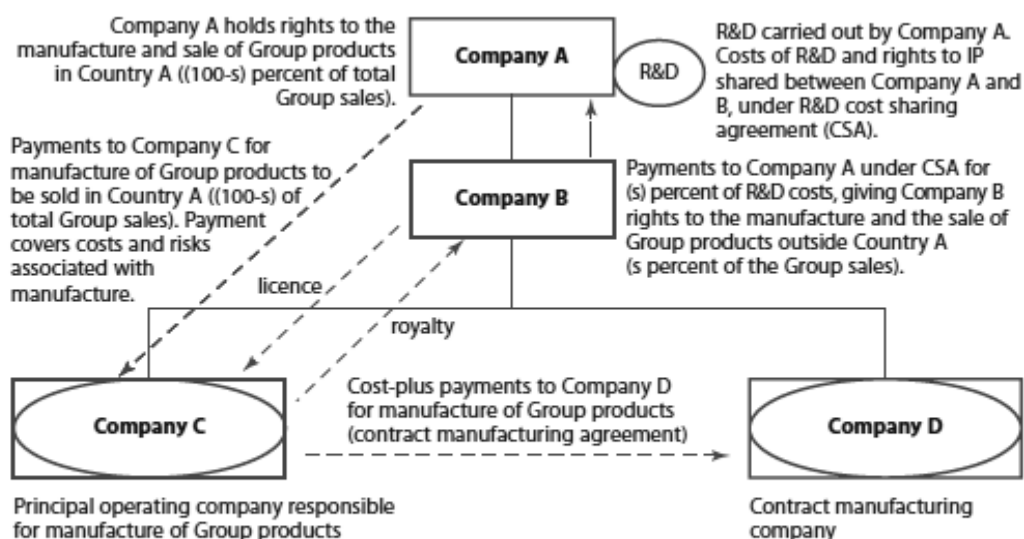 Company A holds rights to the
manufacture and sale of Group products
in Country A ((100-s) percent of total
Group sales).
Company A
R&D
R&D carried out by Company A.
Costs of R&D and rights to IP
shared between Company A and
B, under R&D cost sharing
agreement (CSA).
Payments to Company C for
manufacture of Group products to
be sold in Country A ((100-s) of
total Group sales). Payment
covers costs and risks
associated with
manufacture.
Company B
Payments to Company A under CSA for
(s) percent of R&D costs, giving Company B
rights to the manufacture and the sale of
Group products outside Country A
(s percent of the Group sales).
licence
royalty
Company C
Cost-plus payments to Company D
for manufacture of Group products
(contract manufacturing agreement)
Company D
Principal operating company responsible
for manufacture of Group products
Contract manufacturing
company